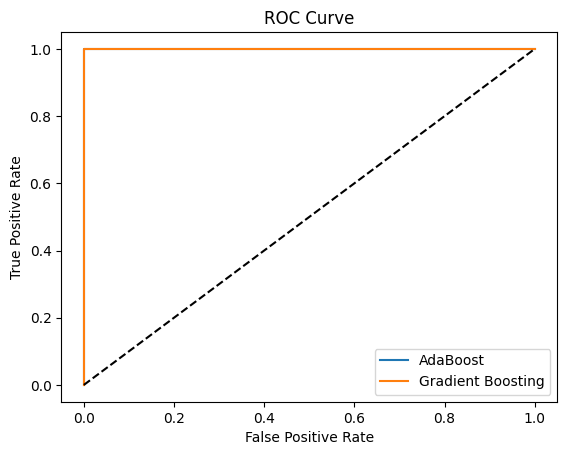 ROC Curve
True Positive Rate
1.0
0.8
0.6
0.4
0.2
0.0
AdaBoost
Gradient Boosting
0.0 0.2 0.4 0.6 0.8 1.0
False Positive Rate